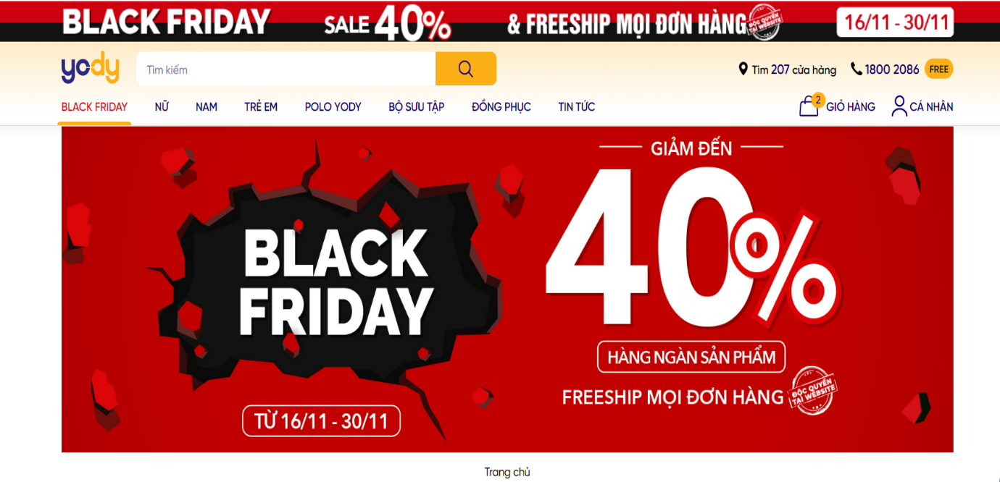 BLACK FRIDAY SALE 40% & FREESHIP MỌI ĐƠN HÀNG ĐỘC QUYỀN TẠI WEBSITE 16/11 - 30/11
yody Tìm kiếm Tìm 207 cửa hàng 1800 2086 FREE
BLACK FRIDAY NỮ NAM TRẺ EM POLO YODY BỘ SƯU TẬP ĐỒNG PHỤC TIN TỨC 2 GIỎ HÀNG CÁ NHÂN
BLACK
FRIDAY
TỪ 16/11 - 30/11
GIẢM ĐẾN
40%
HÀNG NGÀN SẢN PHẨM
FREESHIP MỌI ĐƠN HÀNG
ĐỘC QUYỀN
TẠI WEBSITE
Trang chủ